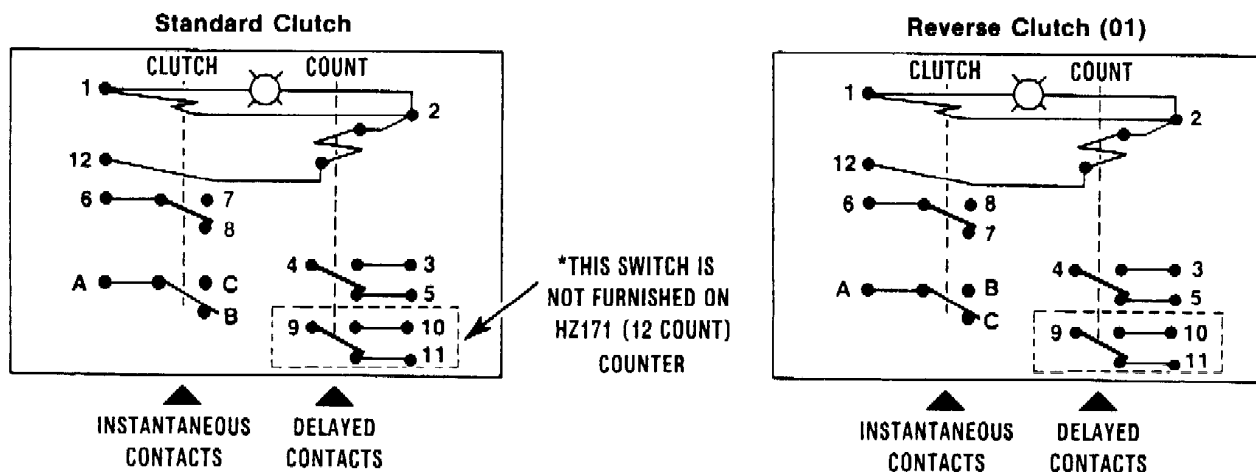 Standard Clutch
CLUTCH COUNT
1
2
12
6 7
8
4 3
A C
5
B
9 10
11
INSTANTANEOUS
CONTACTS
DELAYED
CONTACTS
*THIS SWITCH IS
NOT FURNISHED ON
HZ171 (12 COUNT)
COUNTER
Reverse Clutch (01)
CLUTCH COUNT
1
2
12
6 8
7
4 3
A B
5
C
9 10
11
INSTANTANEOUS
CONTACTS
DELAYED
CONTACTS